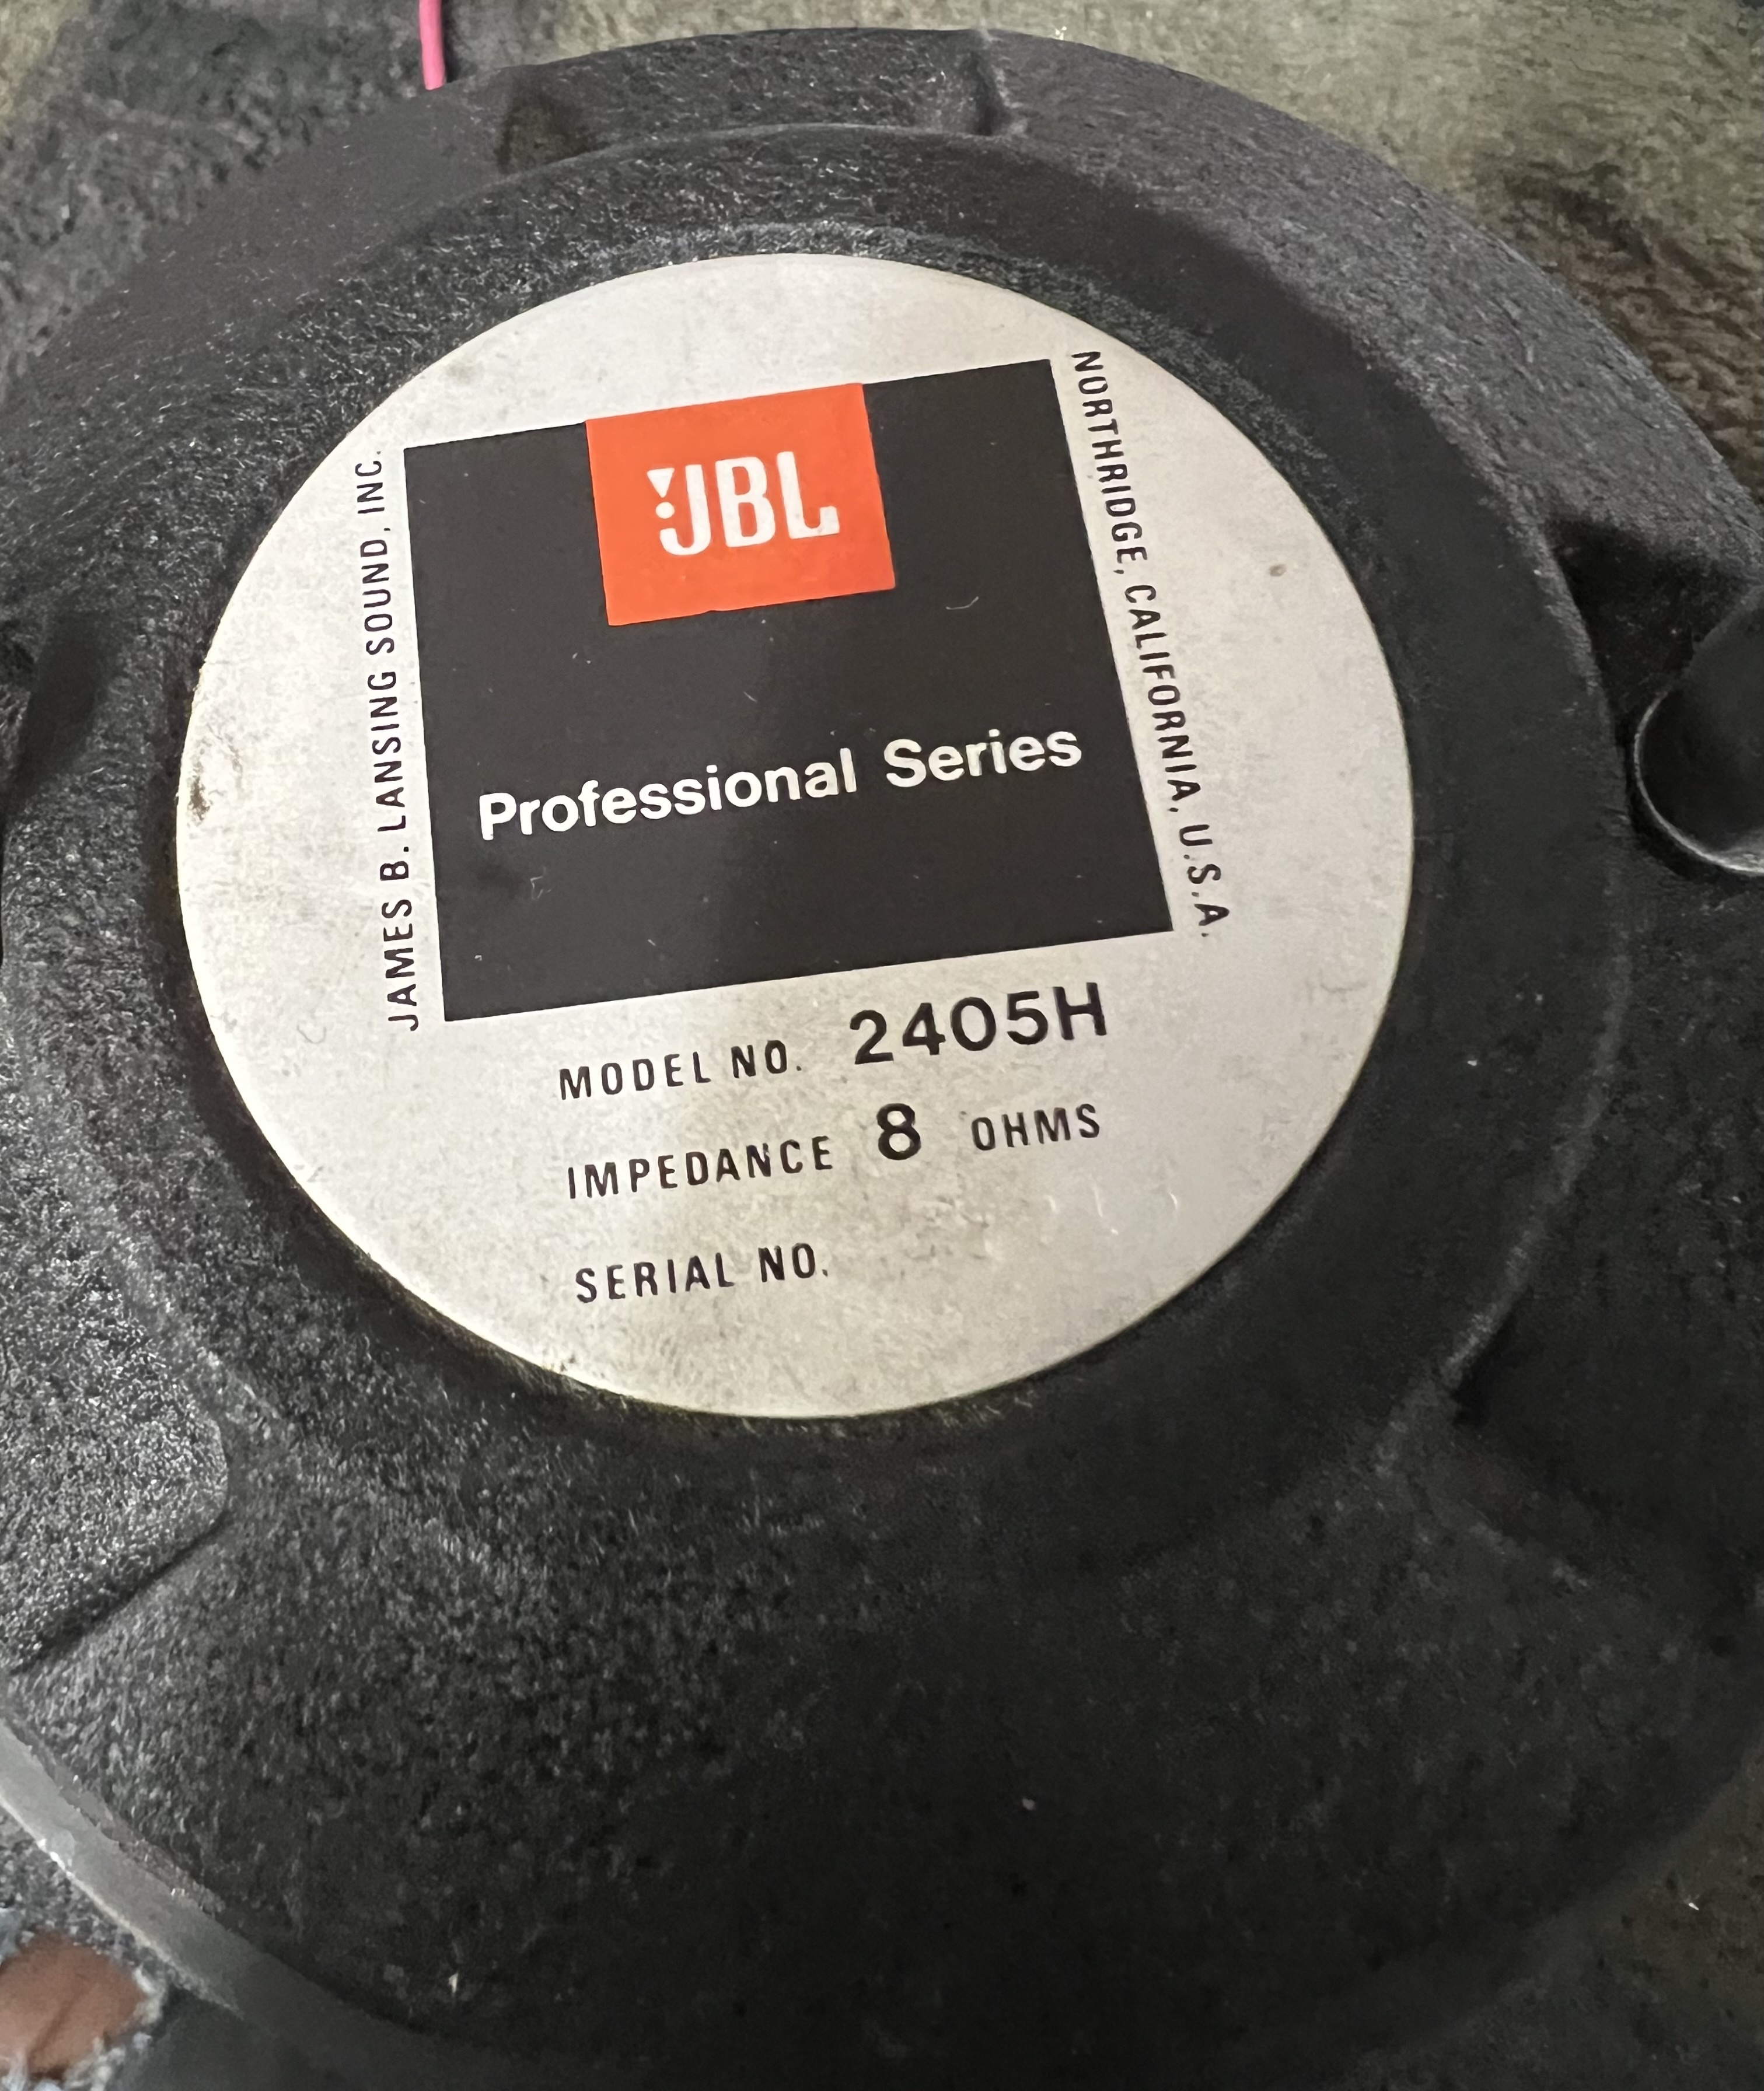 JBL
Professional Series
JAMES B. LANSING SOUND, INC.
NORTHRIDGE, CALIFORNIA, U.S.A.
MODEL NO. 2405H
IMPEDANCE 8 OHMS
SERIAL NO.